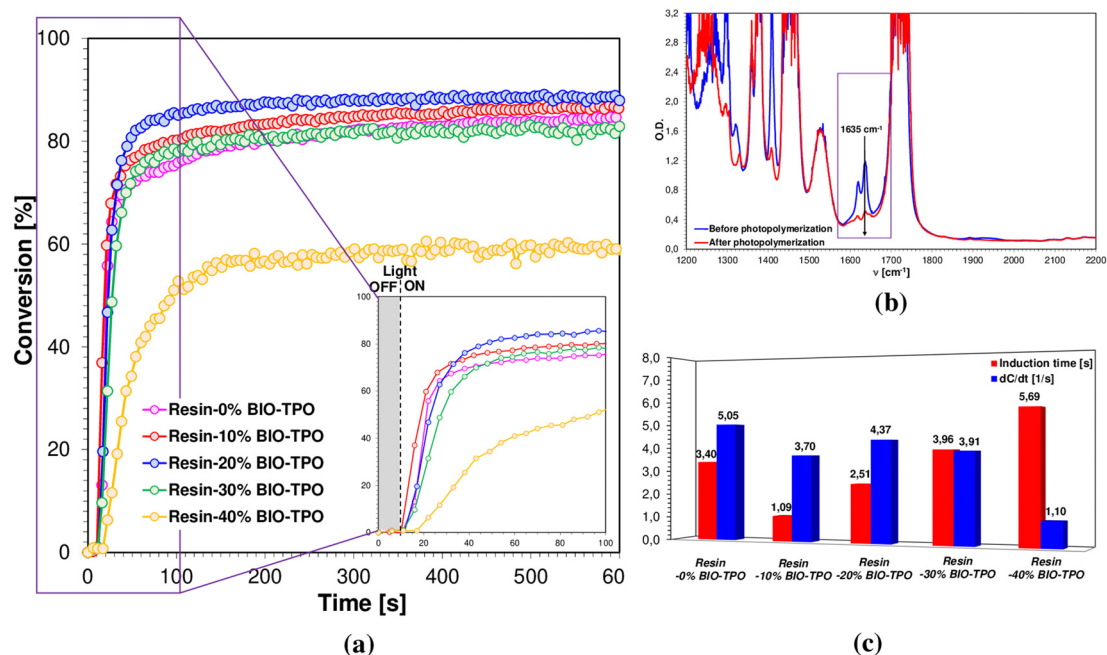 100
80
60
40
20
0
Conversion [%]
0 100 200 300 400 500 60
Time [s]
Resin-0% BIO-TPO
Resin-10% BIO-TPO
Resin-20% BIO-TPO
Resin-30% BIO-TPO
Resin-40% BIO-TPO
Light
OFF ON
100
80
60
40
20
0
0 20 40 60 80 100
(a)
3,2
2,8
2,4
2,0
1,6
1,2
0,8
0,4
0,0
O.D.
1635 cm-1
Before photopolymerization
After photopolymerization
1200 1300 1400 1500 1600 1700 1800 1900 2000 2100 2200
ν [cm-1]
(b)
8,0
7,0
6,0
5,0
4,0
3,0
2,0
1,0
0,0
Induction time [s]
dC/dt [1/s]
3,40 5,05
1,09 3,70
2,51 4,37
3,96 3,91
5,69 1,10
Resin
-0% BIO-TPO
Resin
-10% BIO-TPO
Resin
-20% BIO-TPO
Resin
-30% BIO-TPO
Resin
-40% BIO-TPO
(c)